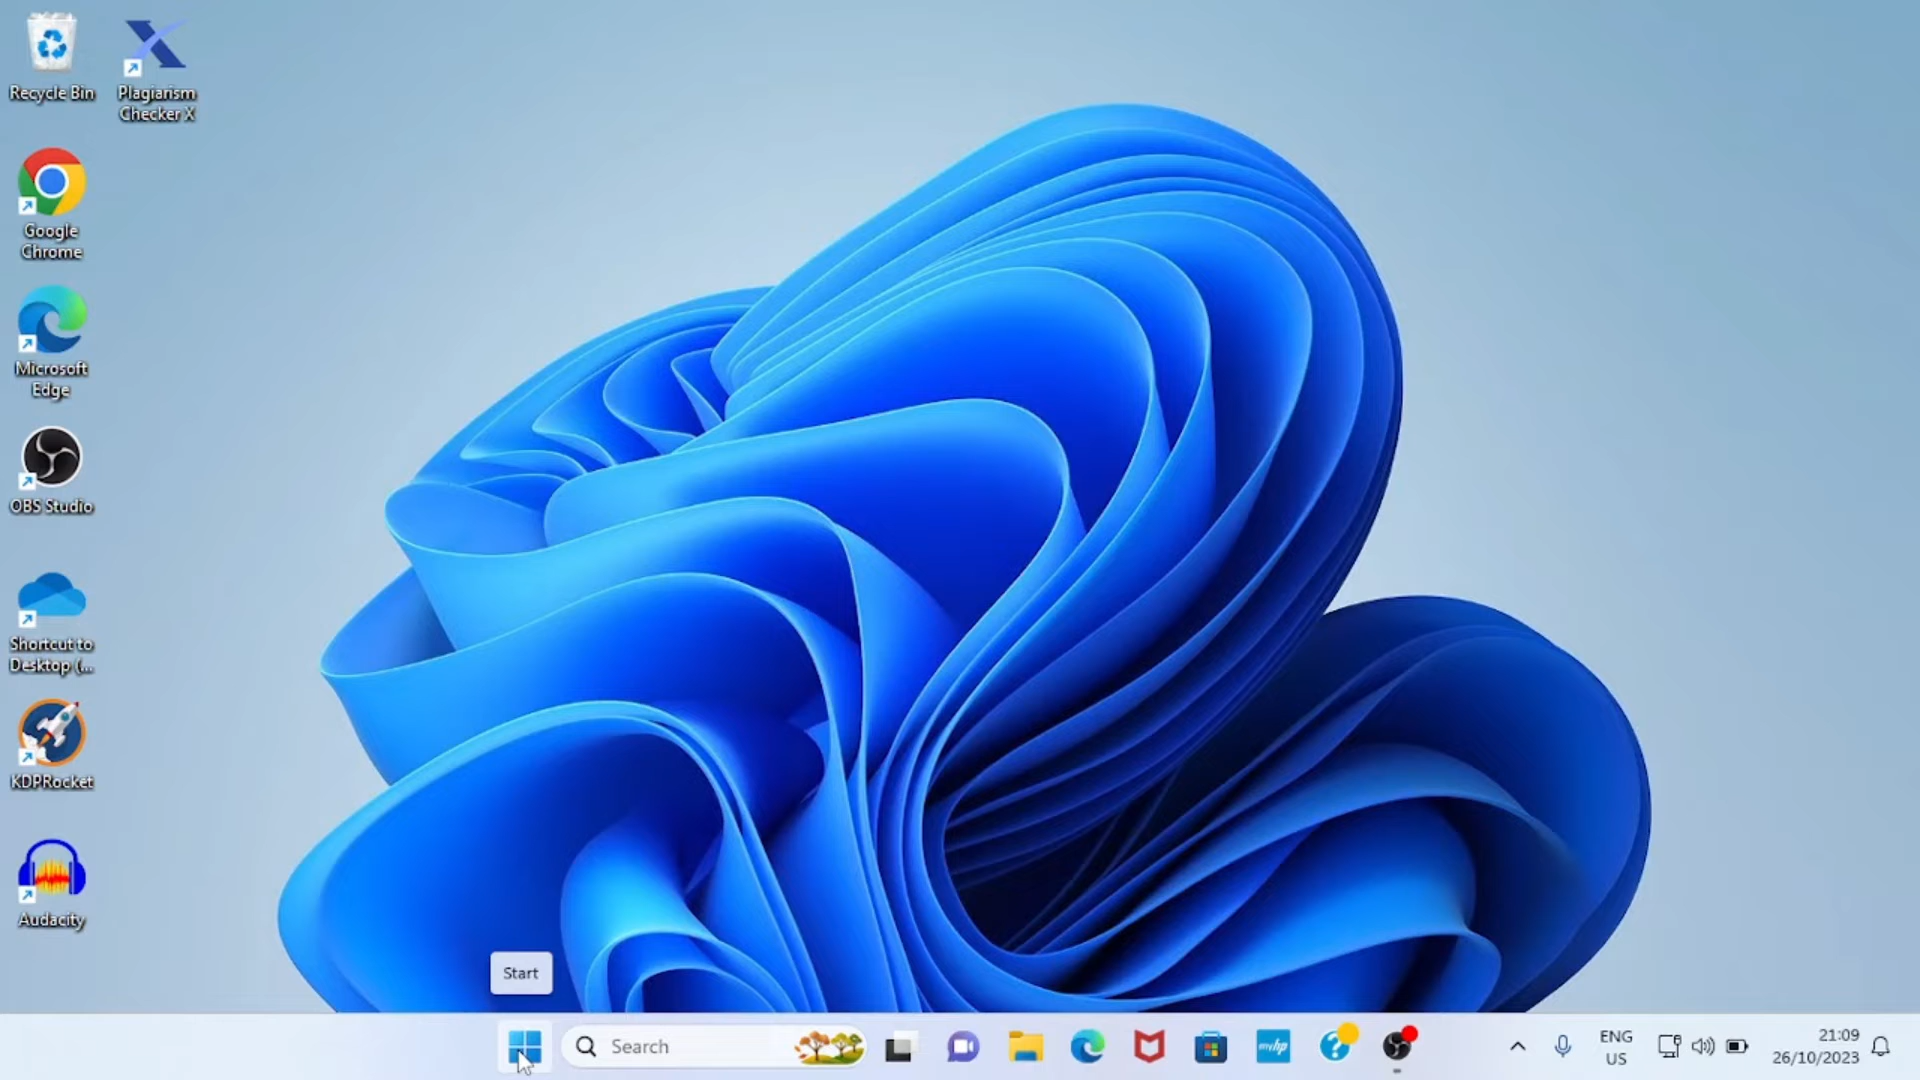 Recycle Bin
Plagiarism
Checker X
Google
Chrome
Microsoft
Edge
OBS Studio
Shortcut to
Desktop (...
KDPRocket
Audacity
Start
Search
myhp
ENG
US
21:09
26/10/2023